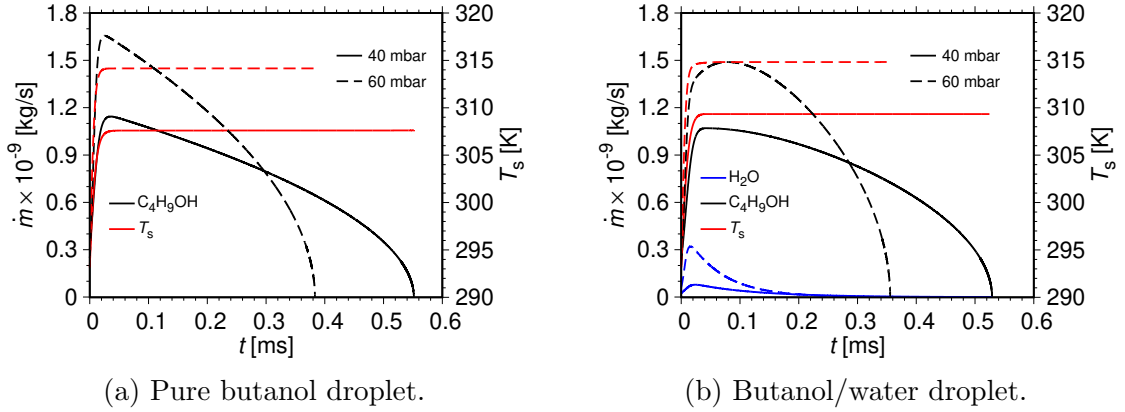 1.8
1.5
1.2
0.9
0.6
0.3
0
ṁ × 10⁻⁹ [kg/s]
40 mbar
60 mbar
C₄H₉OH
Tₛ
320
315
310
305
300
295
290
Tₛ [K]
0 0.1 0.2 0.3 0.4 0.5 0.6
t [ms]
(a) Pure butanol droplet.
1.8
1.5
1.2
0.9
0.6
0.3
0
ṁ × 10⁻⁹ [kg/s]
40 mbar
60 mbar
H₂O
C₄H₉OH
Tₛ
320
315
310
305
300
295
290
Tₛ [K]
0 0.1 0.2 0.3 0.4 0.5 0.6
t [ms]
(b) Butanol/water droplet.